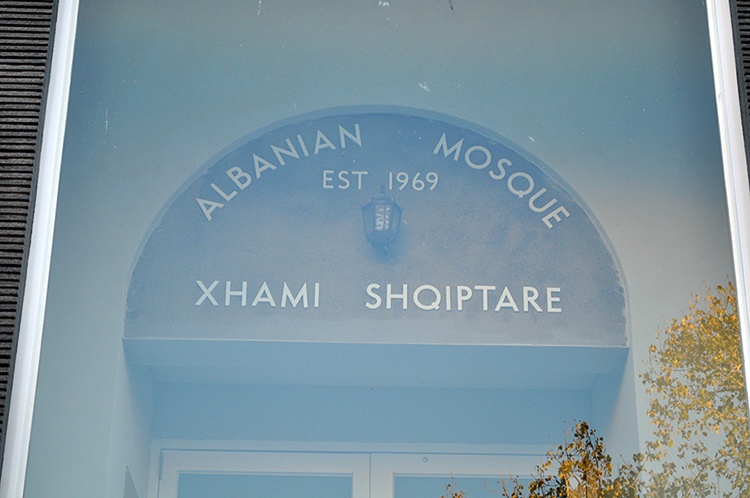 ALBANIAN MOSQUE
EST 1969
XHAMI SHQIPTARE